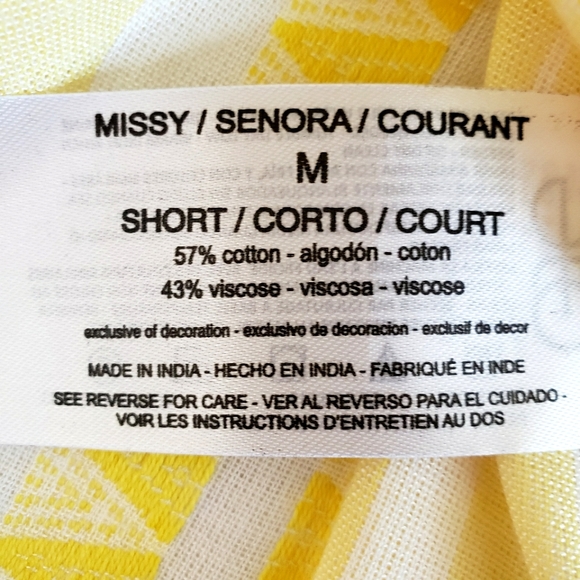 MISSY / SENORA / COURANT
M
SHORT / CORTO / COURT
57% cotton - algodón - coton
43% viscose - viscosa - viscose
exclusive of decoration - exclusivo de decoracion - exclusif de decor
MADE IN INDIA - HECHO EN INDIA - FABRIQUÉ EN INDE
SEE REVERSE FOR CARE - VER AL REVERSO PARA EL CUIDADO -
VOIR LES INSTRUCTIONS D'ENTRETIEN AU DOS